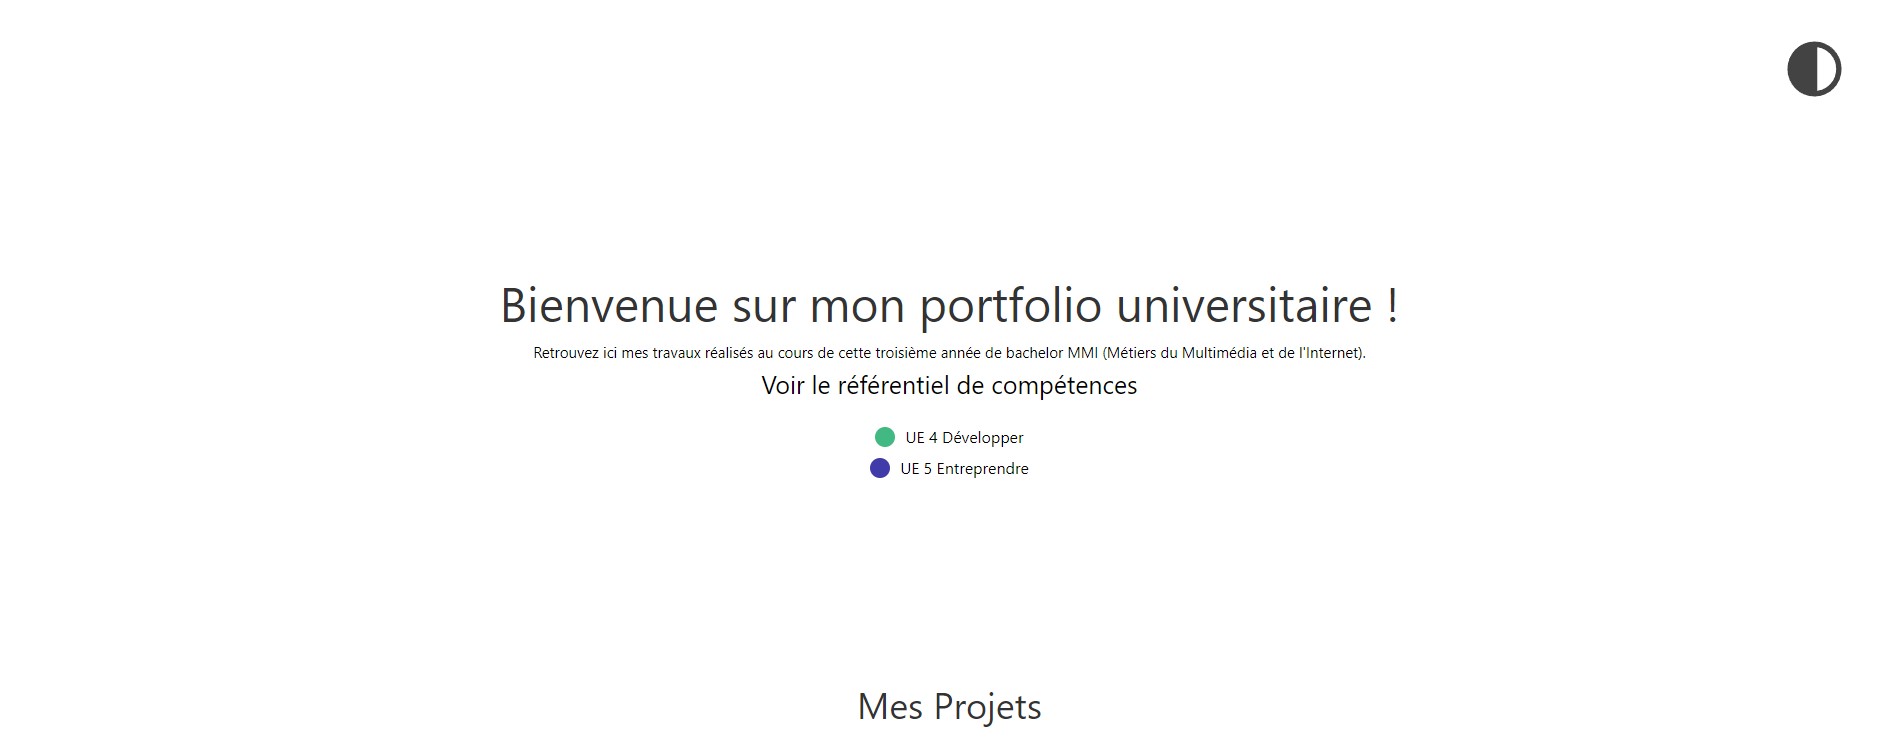 Bienvenue sur mon portfolio universitaire !
Retrouvez ici mes travaux réalisés au cours de cette troisième année de bachelor MMI (Métiers du Multimédia et de l'Internet).
Voir le référentiel de compétences
UE 4 Développer
UE 5 Entreprendre
Mes Projets